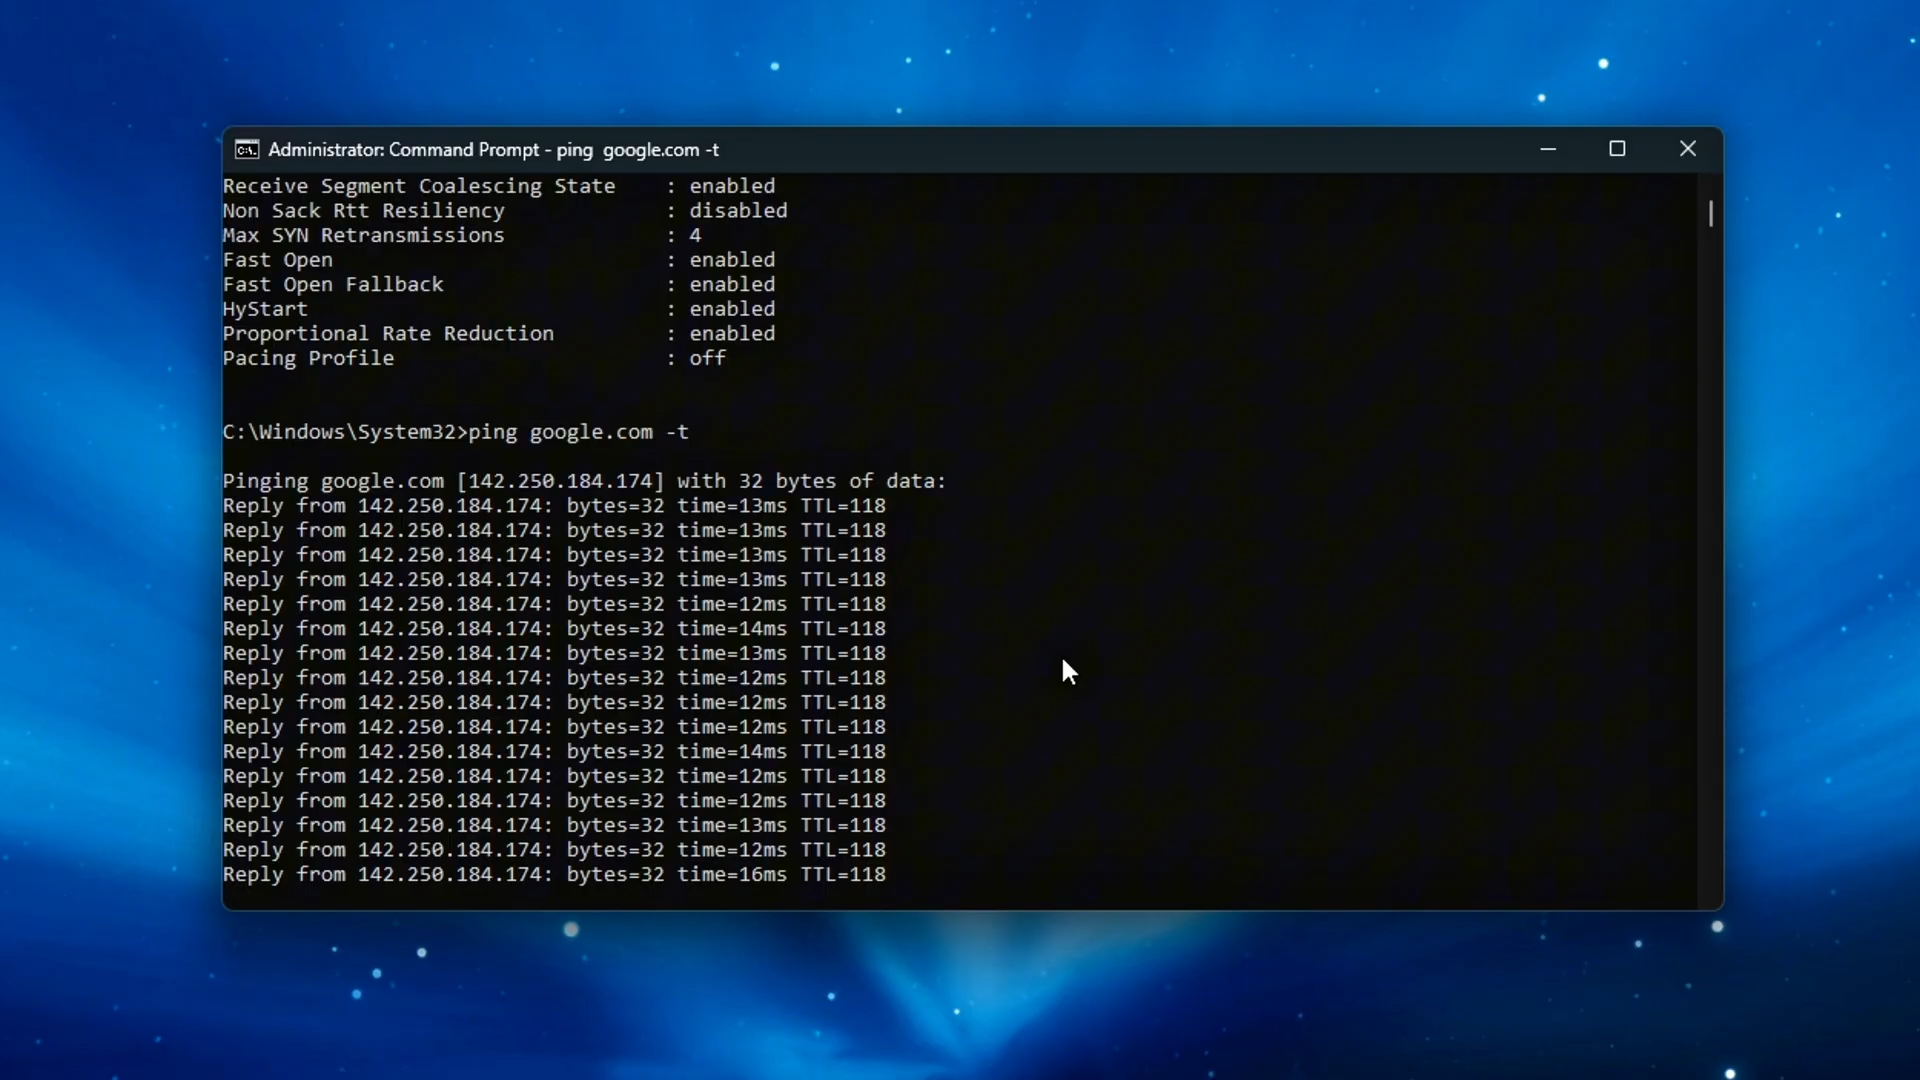 Administrator: Command Prompt - ping  google.com -t
Receive Segment Coalescing State    : enabled
Non Sack Rtt Resiliency             : disabled
Max SYN Retransmissions             : 4
Fast Open                           : enabled
Fast Open Fallback                  : enabled
HyStart                             : enabled
Proportional Rate Reduction         : enabled
Pacing Profile                      : off
C:\Windows\System32>ping google.com -t
Pinging google.com [142.250.184.174] with 32 bytes of data:
Reply from 142.250.184.174: bytes=32 time=13ms TTL=118
Reply from 142.250.184.174: bytes=32 time=13ms TTL=118
Reply from 142.250.184.174: bytes=32 time=13ms TTL=118
Reply from 142.250.184.174: bytes=32 time=13ms TTL=118
Reply from 142.250.184.174: bytes=32 time=12ms TTL=118
Reply from 142.250.184.174: bytes=32 time=14ms TTL=118
Reply from 142.250.184.174: bytes=32 time=13ms TTL=118
Reply from 142.250.184.174: bytes=32 time=12ms TTL=118
Reply from 142.250.184.174: bytes=32 time=12ms TTL=118
Reply from 142.250.184.174: bytes=32 time=12ms TTL=118
Reply from 142.250.184.174: bytes=32 time=14ms TTL=118
Reply from 142.250.184.174: bytes=32 time=12ms TTL=118
Reply from 142.250.184.174: bytes=32 time=12ms TTL=118
Reply from 142.250.184.174: bytes=32 time=13ms TTL=118
Reply from 142.250.184.174: bytes=32 time=12ms TTL=118
Reply from 142.250.184.174: bytes=32 time=16ms TTL=118